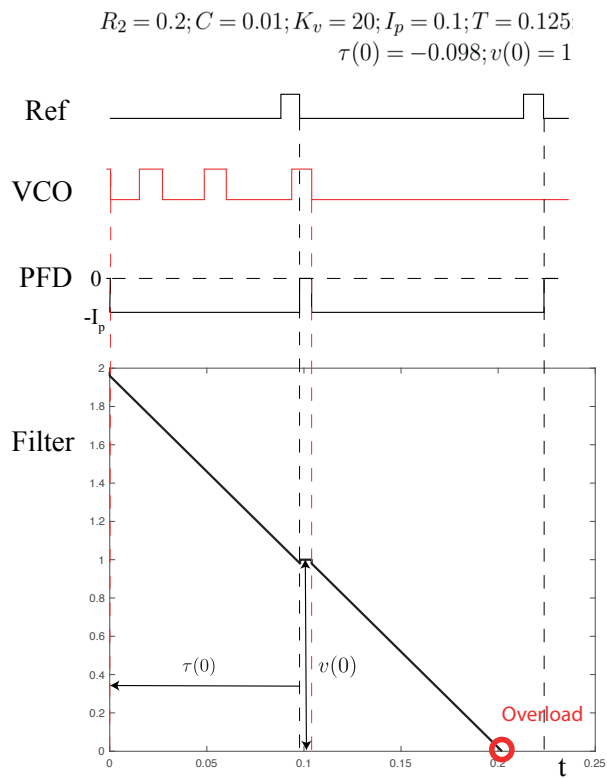 R₂ = 0.2; C = 0.01; K_v = 20; I_p = 0.1; T = 0.125;
τ(0) = −0.098; v(0) = 1
Ref
VCO
PFD
0
-I_p
Filter
2
1.8
1.6
1.4
1.2
1
0.8
0.6
0.4
0.2
0
τ(0)
v(0)
Overload
0
0.05
0.1
0.15
0.2
0.25
t